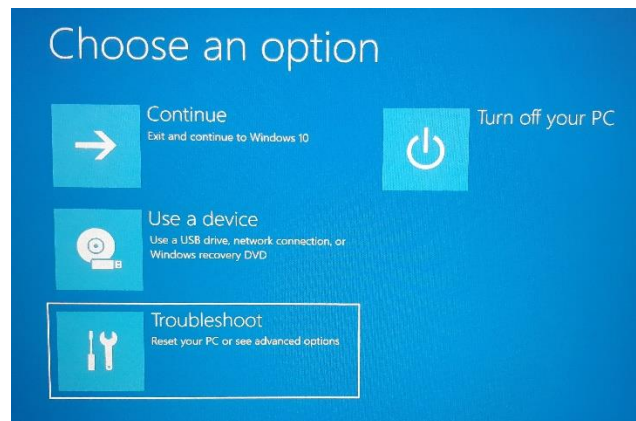 Choose an option
Continue
Exit and continue to Windows 10
Turn off your PC
Use a device
Use a USB drive, network connection, or
Windows recovery DVD
Troubleshoot
Reset your PC or see advanced options